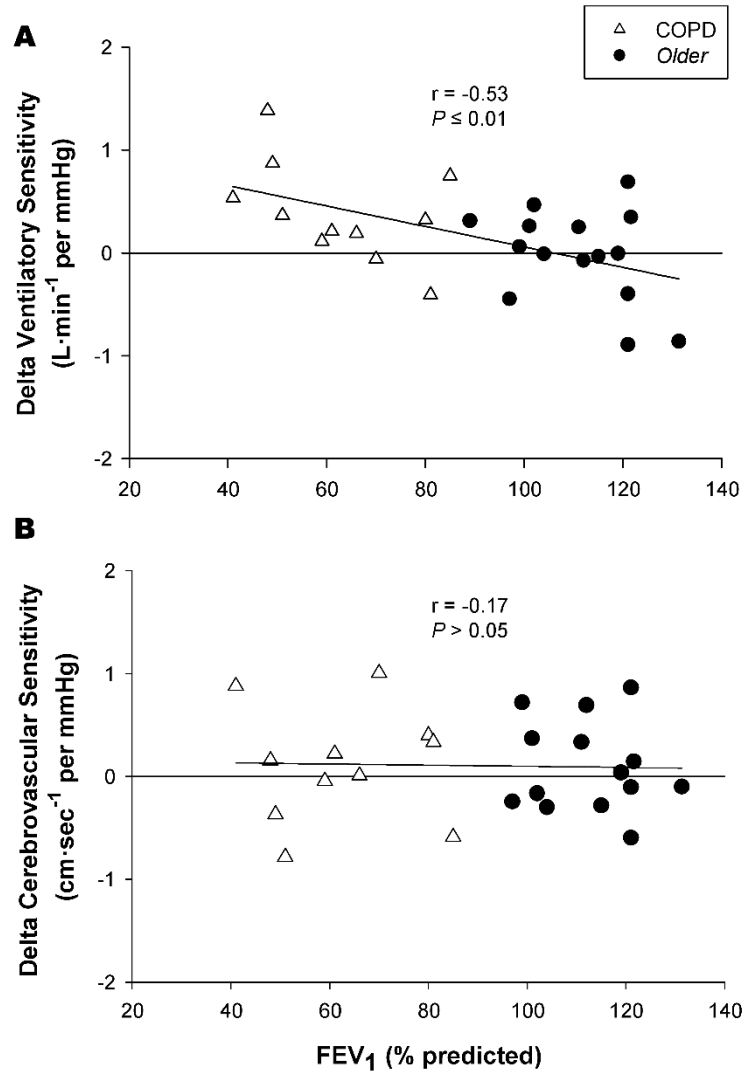 A
COPD
Older
r = -0.53
P ≤ 0.01
Delta Ventilatory Sensitivity
(L·min⁻¹ per mmHg)
2
1
0
-1
-2
20 40 60 80 100 120 140
B
r = -0.17
P > 0.05
Delta Cerebrovascular Sensitivity
(cm·sec⁻¹ per mmHg)
2
1
0
-1
-2
20 40 60 80 100 120 140
FEV₁ (% predicted)